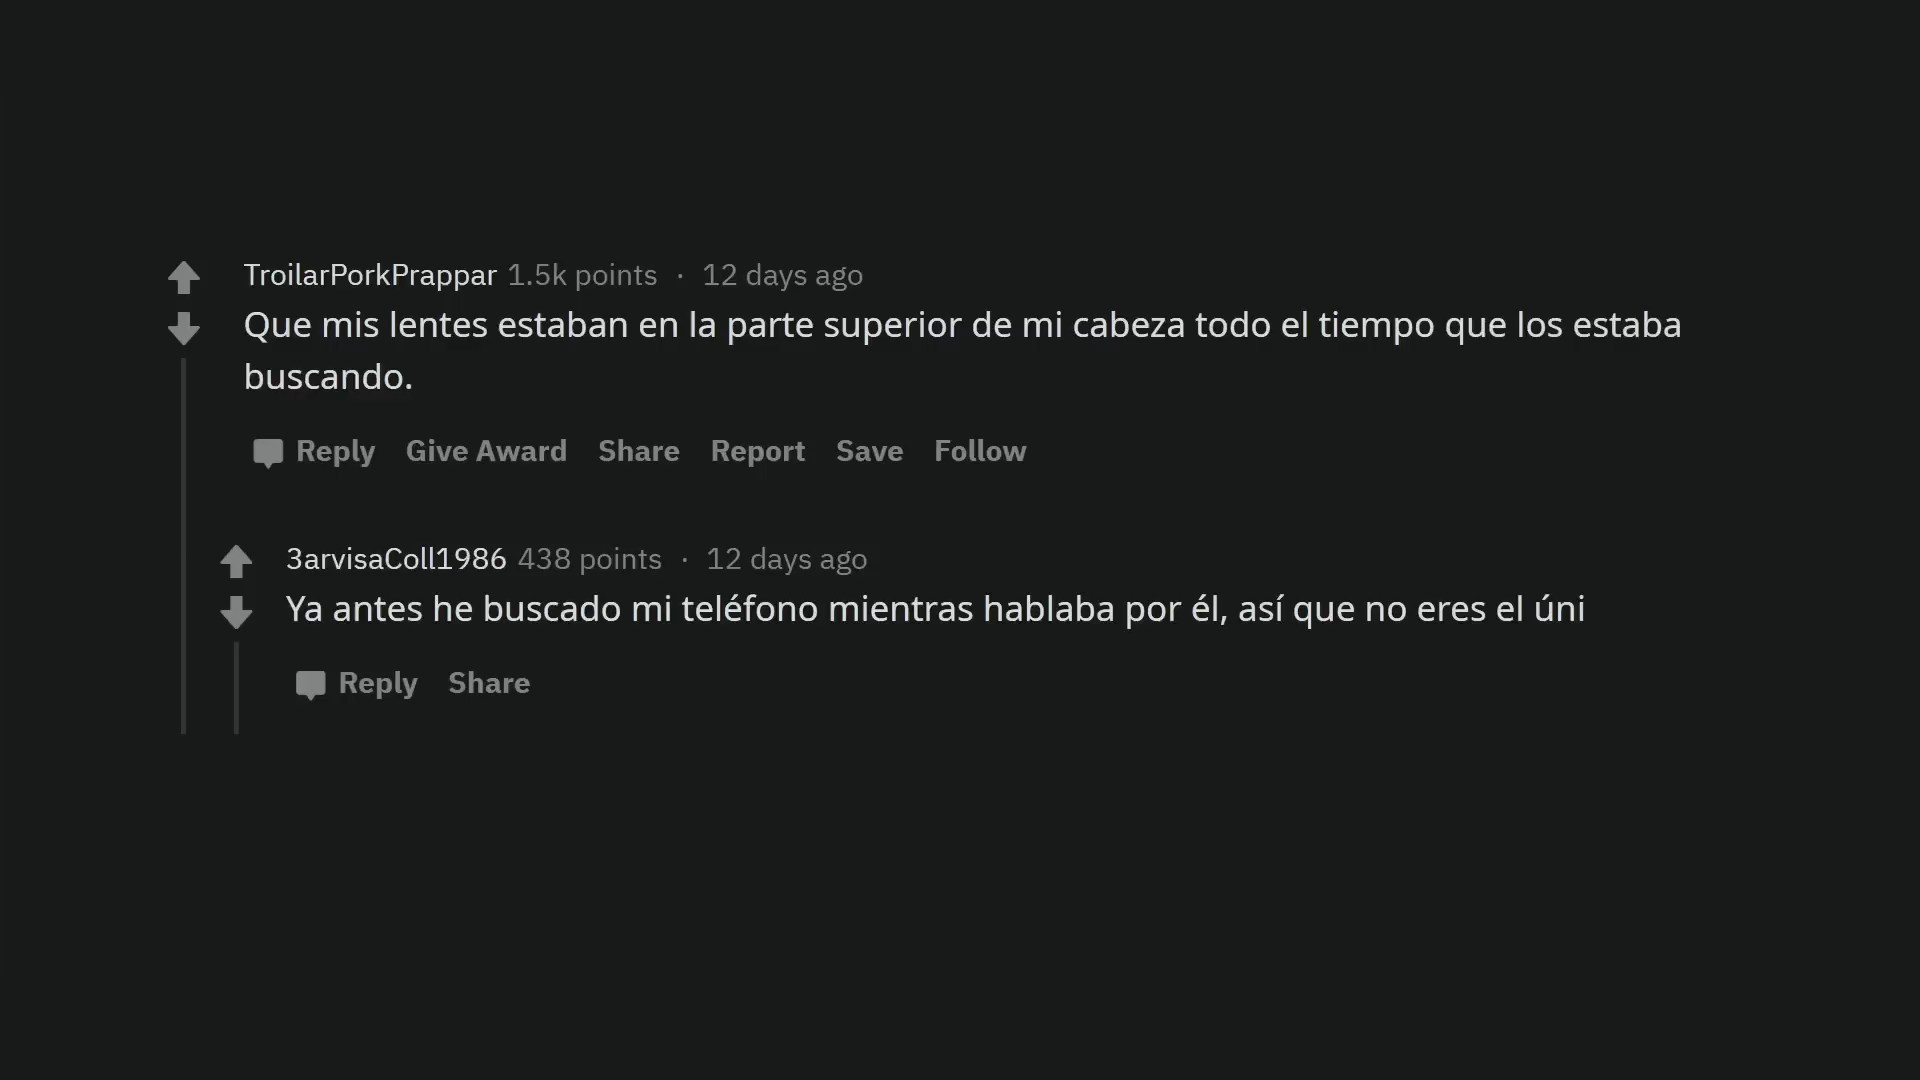 TroilarPorkPrappar 1.5k points · 12 days ago
Que mis lentes estaban en la parte superior de mi cabeza todo el tiempo que los estaba
buscando.
Reply Give Award Share Report Save Follow
3arvisaColl1986 438 points · 12 days ago
Ya antes he buscado mi teléfono mientras hablaba por él, así que no eres el úni
Reply Share